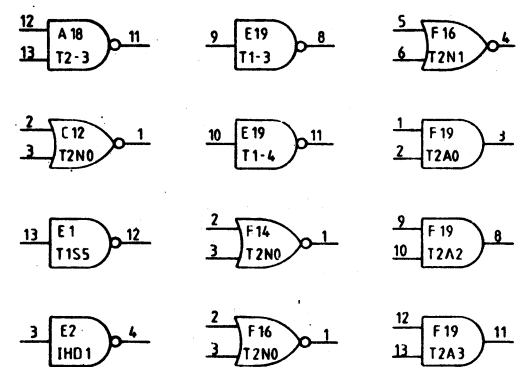 12 A18 11
13 T2-3
9 E19 8
T1-3
5 F16 4
6 T2N1
2 C12 1
3 T2N0
10 E19 11
T1-4
1 F19 3
2 T2A0
13 E1 12
T1S5
2 F14 1
3 T2N0
9 F19 8
10 T2A2
3 E2 4
IHD1
2 F16 1
3 T2N0
12 F19 11
13 T2A3